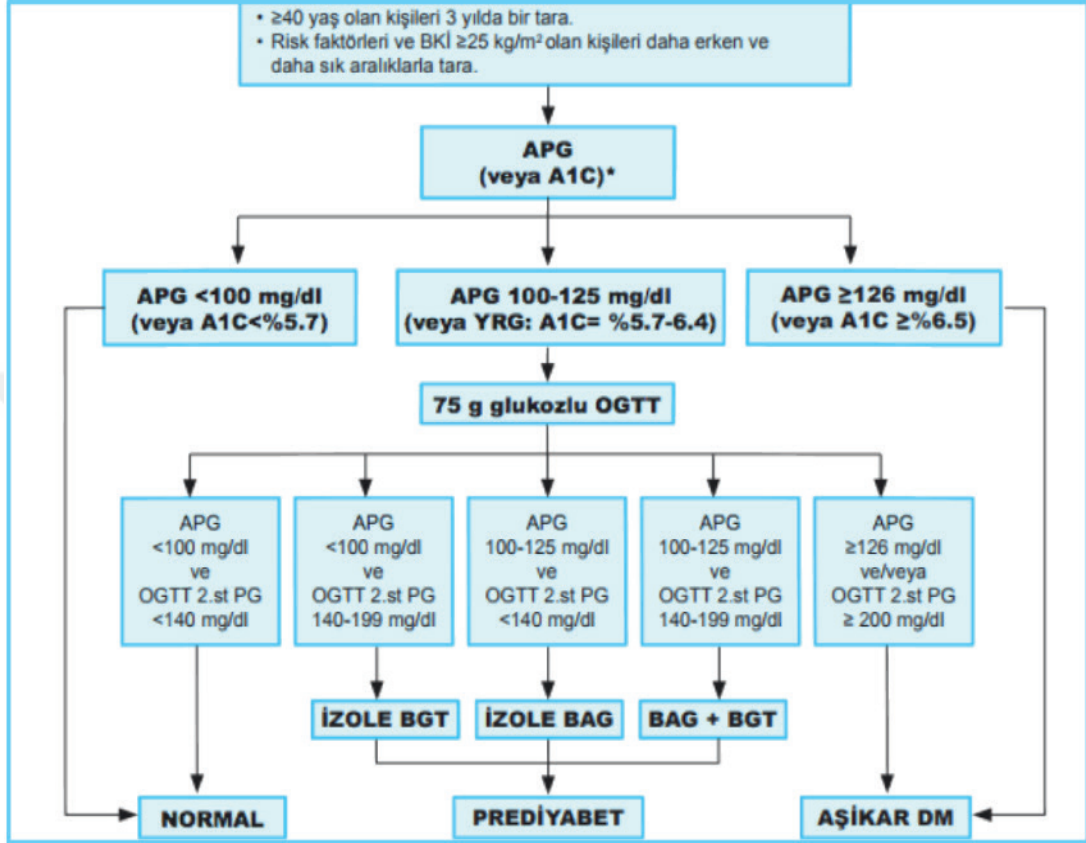 • ≥40 yaş olan kişileri 3 yılda bir tara.
• Risk faktörleri ve BKİ ≥25 kg/m² olan kişileri daha erken ve
daha sık aralıklarla tara.
APG
(veya A1C)*
APG <100 mg/dl
(veya A1C<%5.7)
APG 100-125 mg/dl
(veya YRG: A1C= %5.7-6.4)
APG ≥126 mg/dl
(veya A1C ≥%6.5)
75 g glukozlu OGTT
APG
<100 mg/dl
ve
OGTT 2.st PG
<140 mg/dl
APG
<100 mg/dl
ve
OGTT 2.st PG
140-199 mg/dl
APG
100-125 mg/dl
ve
OGTT 2.st PG
<140 mg/dl
APG
100-125 mg/dl
ve
OGTT 2.st PG
140-199 mg/dl
APG
≥126 mg/dl
ve/veya
OGTT 2.st PG
≥ 200 mg/dl
İZOLE BGT
İZOLE BAG
BAG + BGT
NORMAL
PREDİYABET
AŞİKAR DM